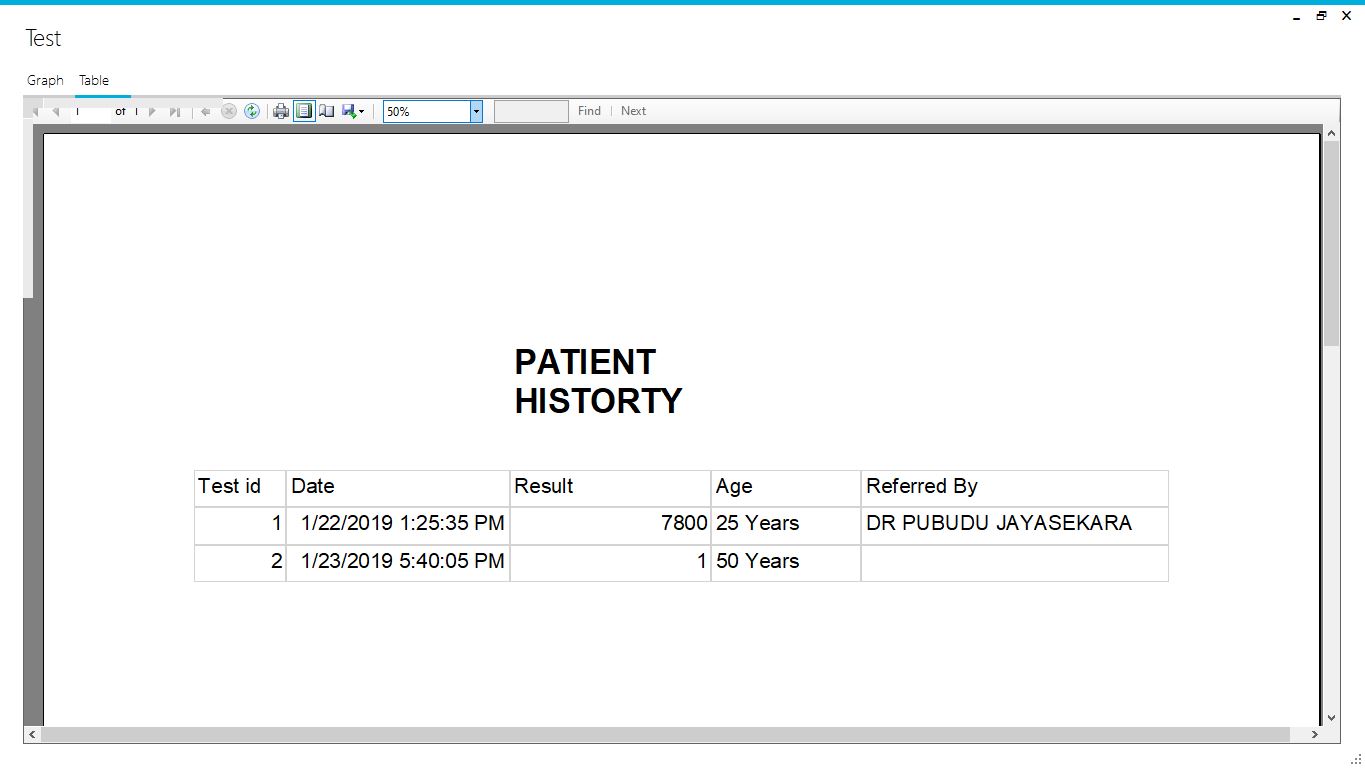 Test
Graph Table
of 50% Find Next
PATIENT
HISTORTY
Test id Date Result Age Referred By
1 1/22/2019 1:25:35 PM 7800 25 Years DR PUBUDU JAYASEKARA
2 1/23/2019 5:40:05 PM 1 50 Years